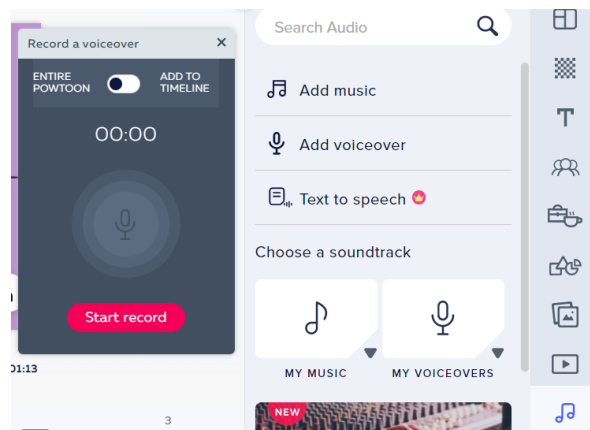 Record a voiceover
ENTIRE
POWTOON
ADD TO
TIMELINE
00:00
Start record
01:13
3
Search Audio
Add music
Add voiceover
Text to speech
Choose a soundtrack
MY MUSIC
MY VOICEOVERS
NEW